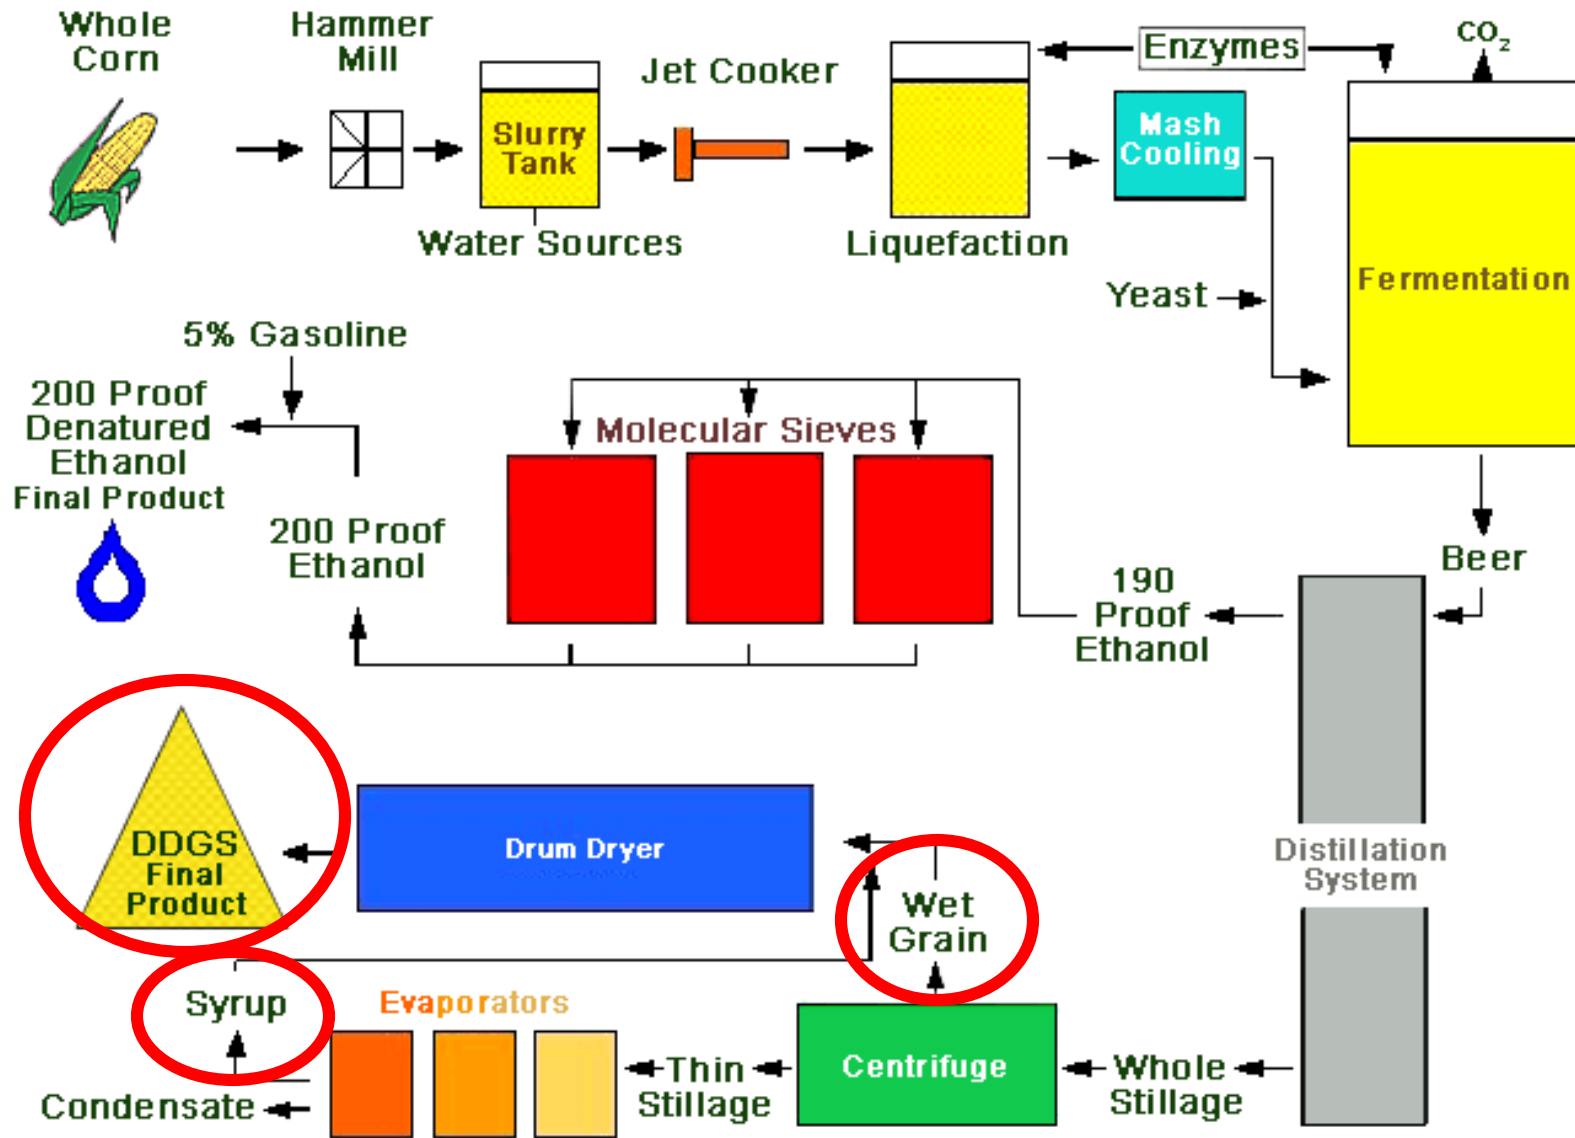 Whole
Corn
Hammer
Mill
Slurry
Tank
Water Sources
Jet Cooker
Liquefaction
Enzymes
Mash
Cooling
CO₂
Yeast
Fermentation
5% Gasoline
200 Proof
Denatured
Ethanol
Final Product
200 Proof
Ethanol
Molecular Sieves
190
Proof
Ethanol
Beer
Distillation
System
DDGS
Final
Product
Drum Dryer
Wet
Grain
Syrup
Evaporators
Condensate
Thin
Stillage
Centrifuge
Whole
Stillage